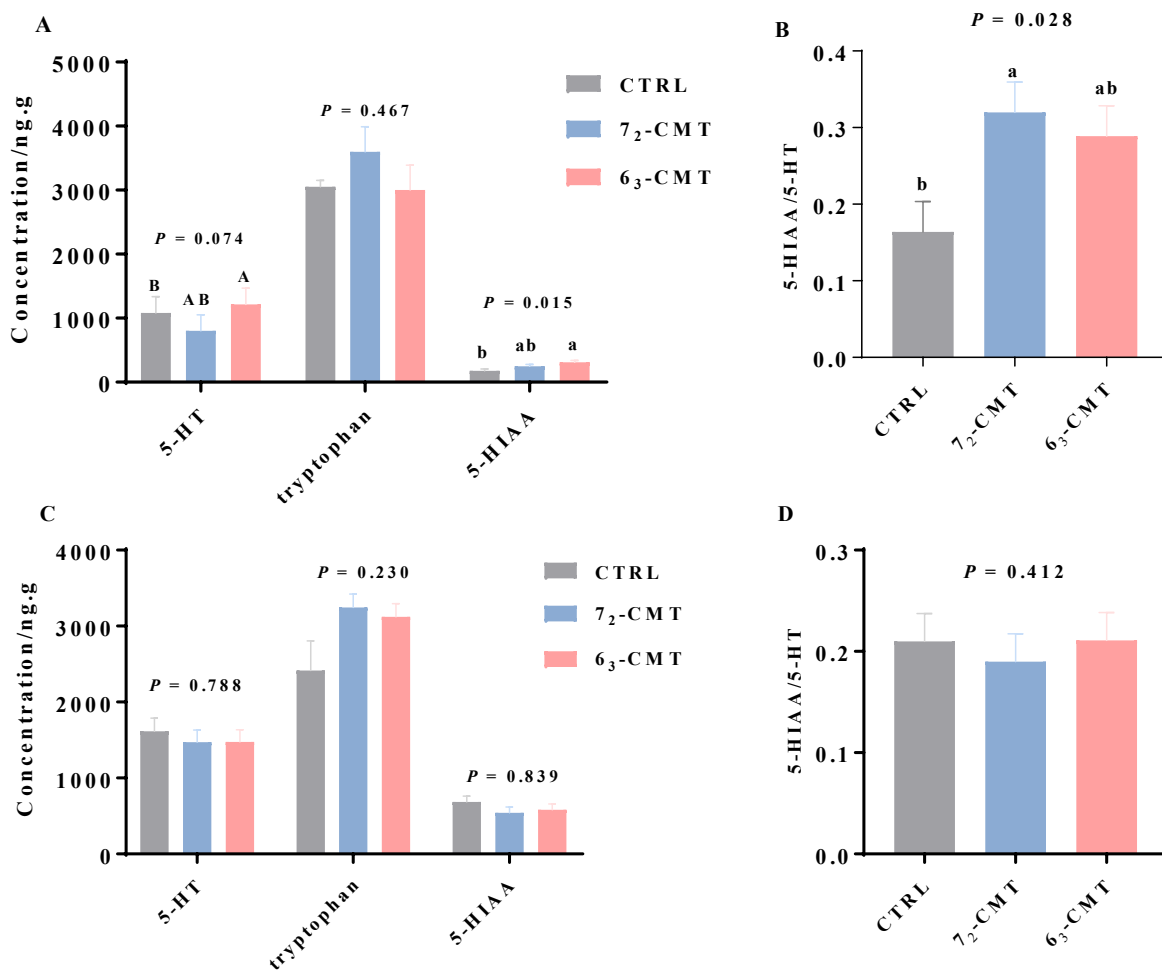 A
Concentration/ng.g
5000
4000
3000
2000
1000
0
P = 0.074
B
AB
A
P = 0.467
P = 0.015
b
ab
a
5-HT
tryptophan
5-HIAA
CTRL
7₂-CMT
6₃-CMT
B
P = 0.028
5-HIAA/5-HT
0.4
0.3
0.2
0.1
0.0
b
a
ab
CTRL
7₂-CMT
6₃-CMT
C
Concentration/ng.g
4000
3000
2000
1000
0
P = 0.788
P = 0.230
P = 0.839
5-HT
tryptophan
5-HIAA
CTRL
7₂-CMT
6₃-CMT
D
P = 0.412
5-HIAA/5-HT
0.3
0.2
0.1
0.0
CTRL
7₂-CMT
6₃-CMT